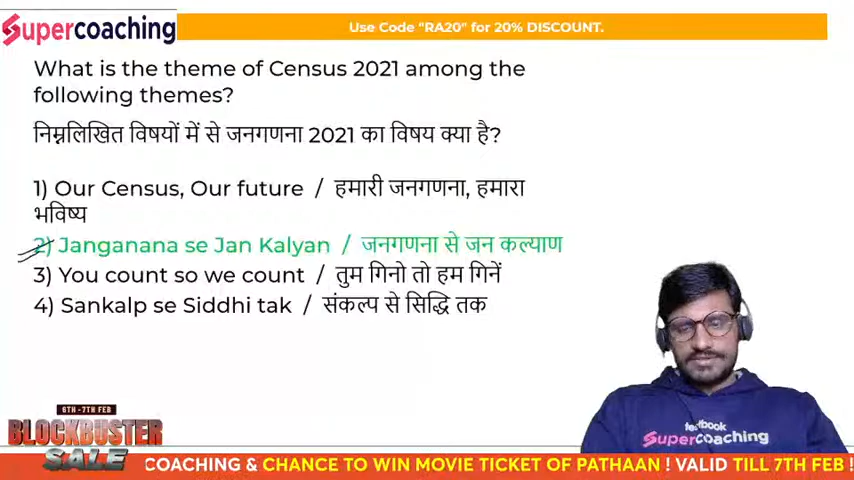 Supercoaching
Use Code "RA20" for 20% DISCOUNT.
What is the theme of Census 2021 among the
following themes?
निम्नलिखित विषयों में से जनगणना 2021 का विषय क्या है?
1) Our Census, Our future / हमारी जनगणना, हमारा
भविष्य
2) Janganana se Jan Kalyan / जनगणना से जन कल्याण
3) You count so we count / तुम गिनो तो हम गिनें
4) Sankalp se Siddhi tak / संकल्प से सिद्धि तक
testbook
Supercoaching
6TH -7TH FEB
BLOCKBUSTER
SALE
COACHING & CHANCE TO WIN MOVIE TICKET OF PATHAAN ! VALID TILL 7TH FEB !